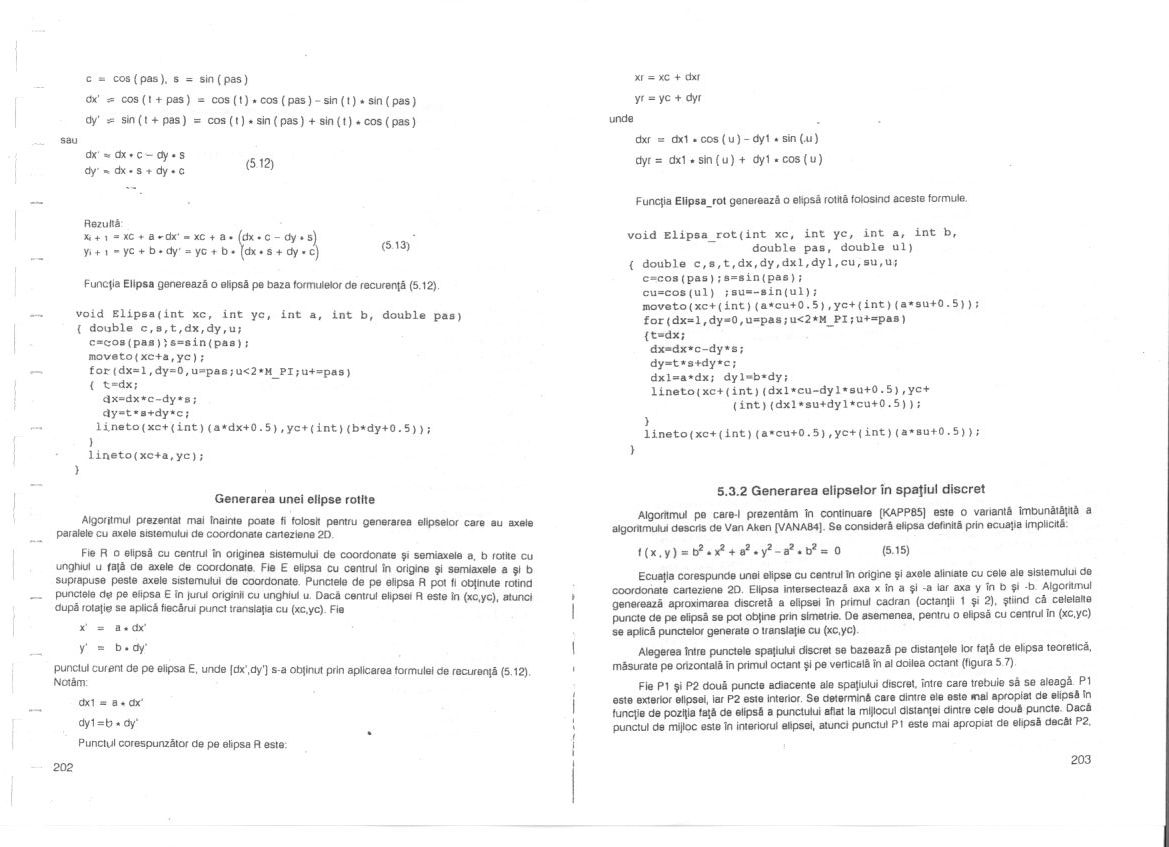 c = cos ( pas ), s = sin ( pas )
dx' = cos ( t + pas ) = cos ( t ) * cos ( pas ) – sin ( t ) * sin ( pas )
dy' = sin ( t + pas ) = cos ( t ) * sin ( pas ) + sin ( t ) * cos ( pas )
sau
dx' = dx * c – dy * s
(5.12)
dy' = dx * s + dy * c
Rezultă:
xi + 1 = xc + a * dx' = xc + a * (dx * c – dy * s)
(5.13)
yi + 1 = yc + b * dy' = yc + b * (dx * s + dy * c)
Funcţia Elipsa generează o elipsă pe baza formulelor de recurenţă (5.12).
void Elipsa(int xc, int yc, int a, int b, double pas)
{ double c,s,t,dx,dy,u;
c=cos(pas);s=sin(pas);
moveto(xc+a,yc);
for(dx=1,dy=0,u=pas;u<2*M_PI;u+=pas)
{ t=dx;
dx=dx*c-dy*s;
dy=t*s+dy*c;
lineto(xc+(int)(a*dx+0.5),yc+(int)(b*dy+0.5));
}
lineto(xc+a,yc);
}
Generarea unei elipse rotite
Algoritmul prezentat mai înainte poate fi folosit pentru generarea elipselor care au axele
paralele cu axele sistemului de coordonate carteziene 2D.
Fie R o elipsă cu centrul în originea sistemului de coordonate şi semiaxele a, b rotite cu
unghiul u faţă de axele de coordonate. Fie E elipsa cu centrul în origine şi semiaxele a şi b
suprapuse peste axele sistemului de coordonate. Punctele de pe elipsa R pot fi obţinute rotind
punctele de pe elipsa E în jurul originii cu unghiul u. Dacă centrul elipsei R este în (xc,yc), atunci
după rotaţie se aplică fiecărui punct translaţia cu (xc,yc). Fie
x' = a * dx'
y' = b * dy'
punctul curent de pe elipsa E, unde [dx',dy'] s-a obţinut prin aplicarea formulei de recurenţă (5.12).
Notăm:
dx1 = a * dx'
dy1 = b * dy'
Punctul corespunzător de pe elipsa R este:
202
xr = xc + dxr
yr = yc + dyr
unde
dxr = dx1 * cos ( u ) – dy1 * sin ( u )
dyr = dx1 * sin ( u ) + dy1 * cos ( u )
Funcţia Elipsa_rot generează o elipsă rotită folosind aceste formule.
void Elipsa_rot(int xc, int yc, int a, int b,
double pas, double u1)
{ double c,s,t,dx,dy,dx1,dy1,cu,su,u;
c=cos(pas);s=sin(pas);
cu=cos(u1) ;su=-sin(u1);
moveto(xc+(int)(a*cu+0.5),yc+(int)(a*su+0.5));
for(dx=1,dy=0,u=pas;u<2*M_PI;u+=pas)
{t=dx;
dx=dx*c-dy*s;
dy=t*s+dy*c;
dx1=a*dx; dy1=b*dy;
lineto(xc+(int)(dx1*cu-dy1*su+0.5),yc+
(int)(dx1*su+dy1*cu+0.5));
}
lineto(xc+(int)(a*cu+0.5),yc+(int)(a*su+0.5));
}
5.3.2 Generarea elipselor în spaţiul discret
Algoritmul pe care-l prezentăm în continuare [KAPP85] este o variantă îmbunătăţită a
algoritmului descris de Van Aken [VANA84]. Se consideră elipsa definită prin ecuaţia implicită:
f ( x , y ) = b² * x² + a² * y² – a² * b² = 0 (5.15)
Ecuaţia corespunde unei elipse cu centrul în origine şi axele aliniate cu cele ale sistemului de
coordonate carteziene 2D. Elipsa intersectează axa x în a şi -a iar axa y în b şi -b. Algoritmul
generează aproximarea discretă a elipsei în primul cadran (octanţii 1 şi 2), ştiind că celelalte
puncte de pe elipsă se pot obţine prin simetrie. De asemenea, pentru o elipsă cu centrul în (xc,yc)
se aplică punctelor generate o translaţie cu (xc,yc).
Alegerea între punctele spaţiului discret se bazează pe distanţele lor faţă de elipsa teoretică,
măsurate pe orizontală în primul octant şi pe verticală în al doilea octant (figura 5.7).
Fie P1 şi P2 două puncte adiacente ale spaţiului discret, între care trebuie să se aleagă. P1
este exterior elipsei, iar P2 este interior. Se determină care dintre ele este mai apropiat de elipsă în
funcţie de poziţia faţă de elipsă a punctului aflat la mijlocul distanţei dintre cele două puncte. Dacă
punctul de mijloc este în interiorul elipsei, atunci punctul P1 este mai apropiat de elipsă decât P2,
203